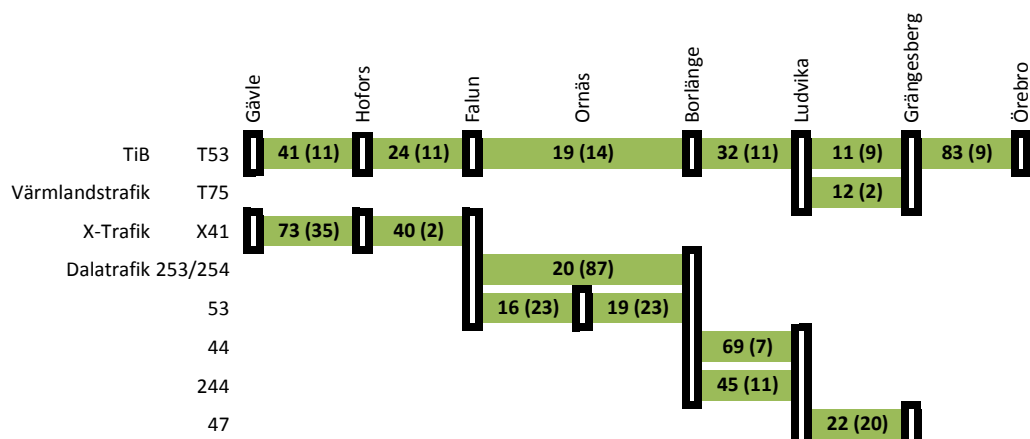 Gävle Hofors Falun Ornäs Borlänge Ludvika Grängesberg Örebro
TiB T53 41 (11) 24 (11) 19 (14) 32 (11) 11 (9) 83 (9)
Värmlandstrafik T75 12 (2)
X-Trafik X41 73 (35) 40 (2)
Dalatrafik 253/254 20 (87)
53 16 (23) 19 (23)
44 69 (7)
244 45 (11)
47 22 (20)